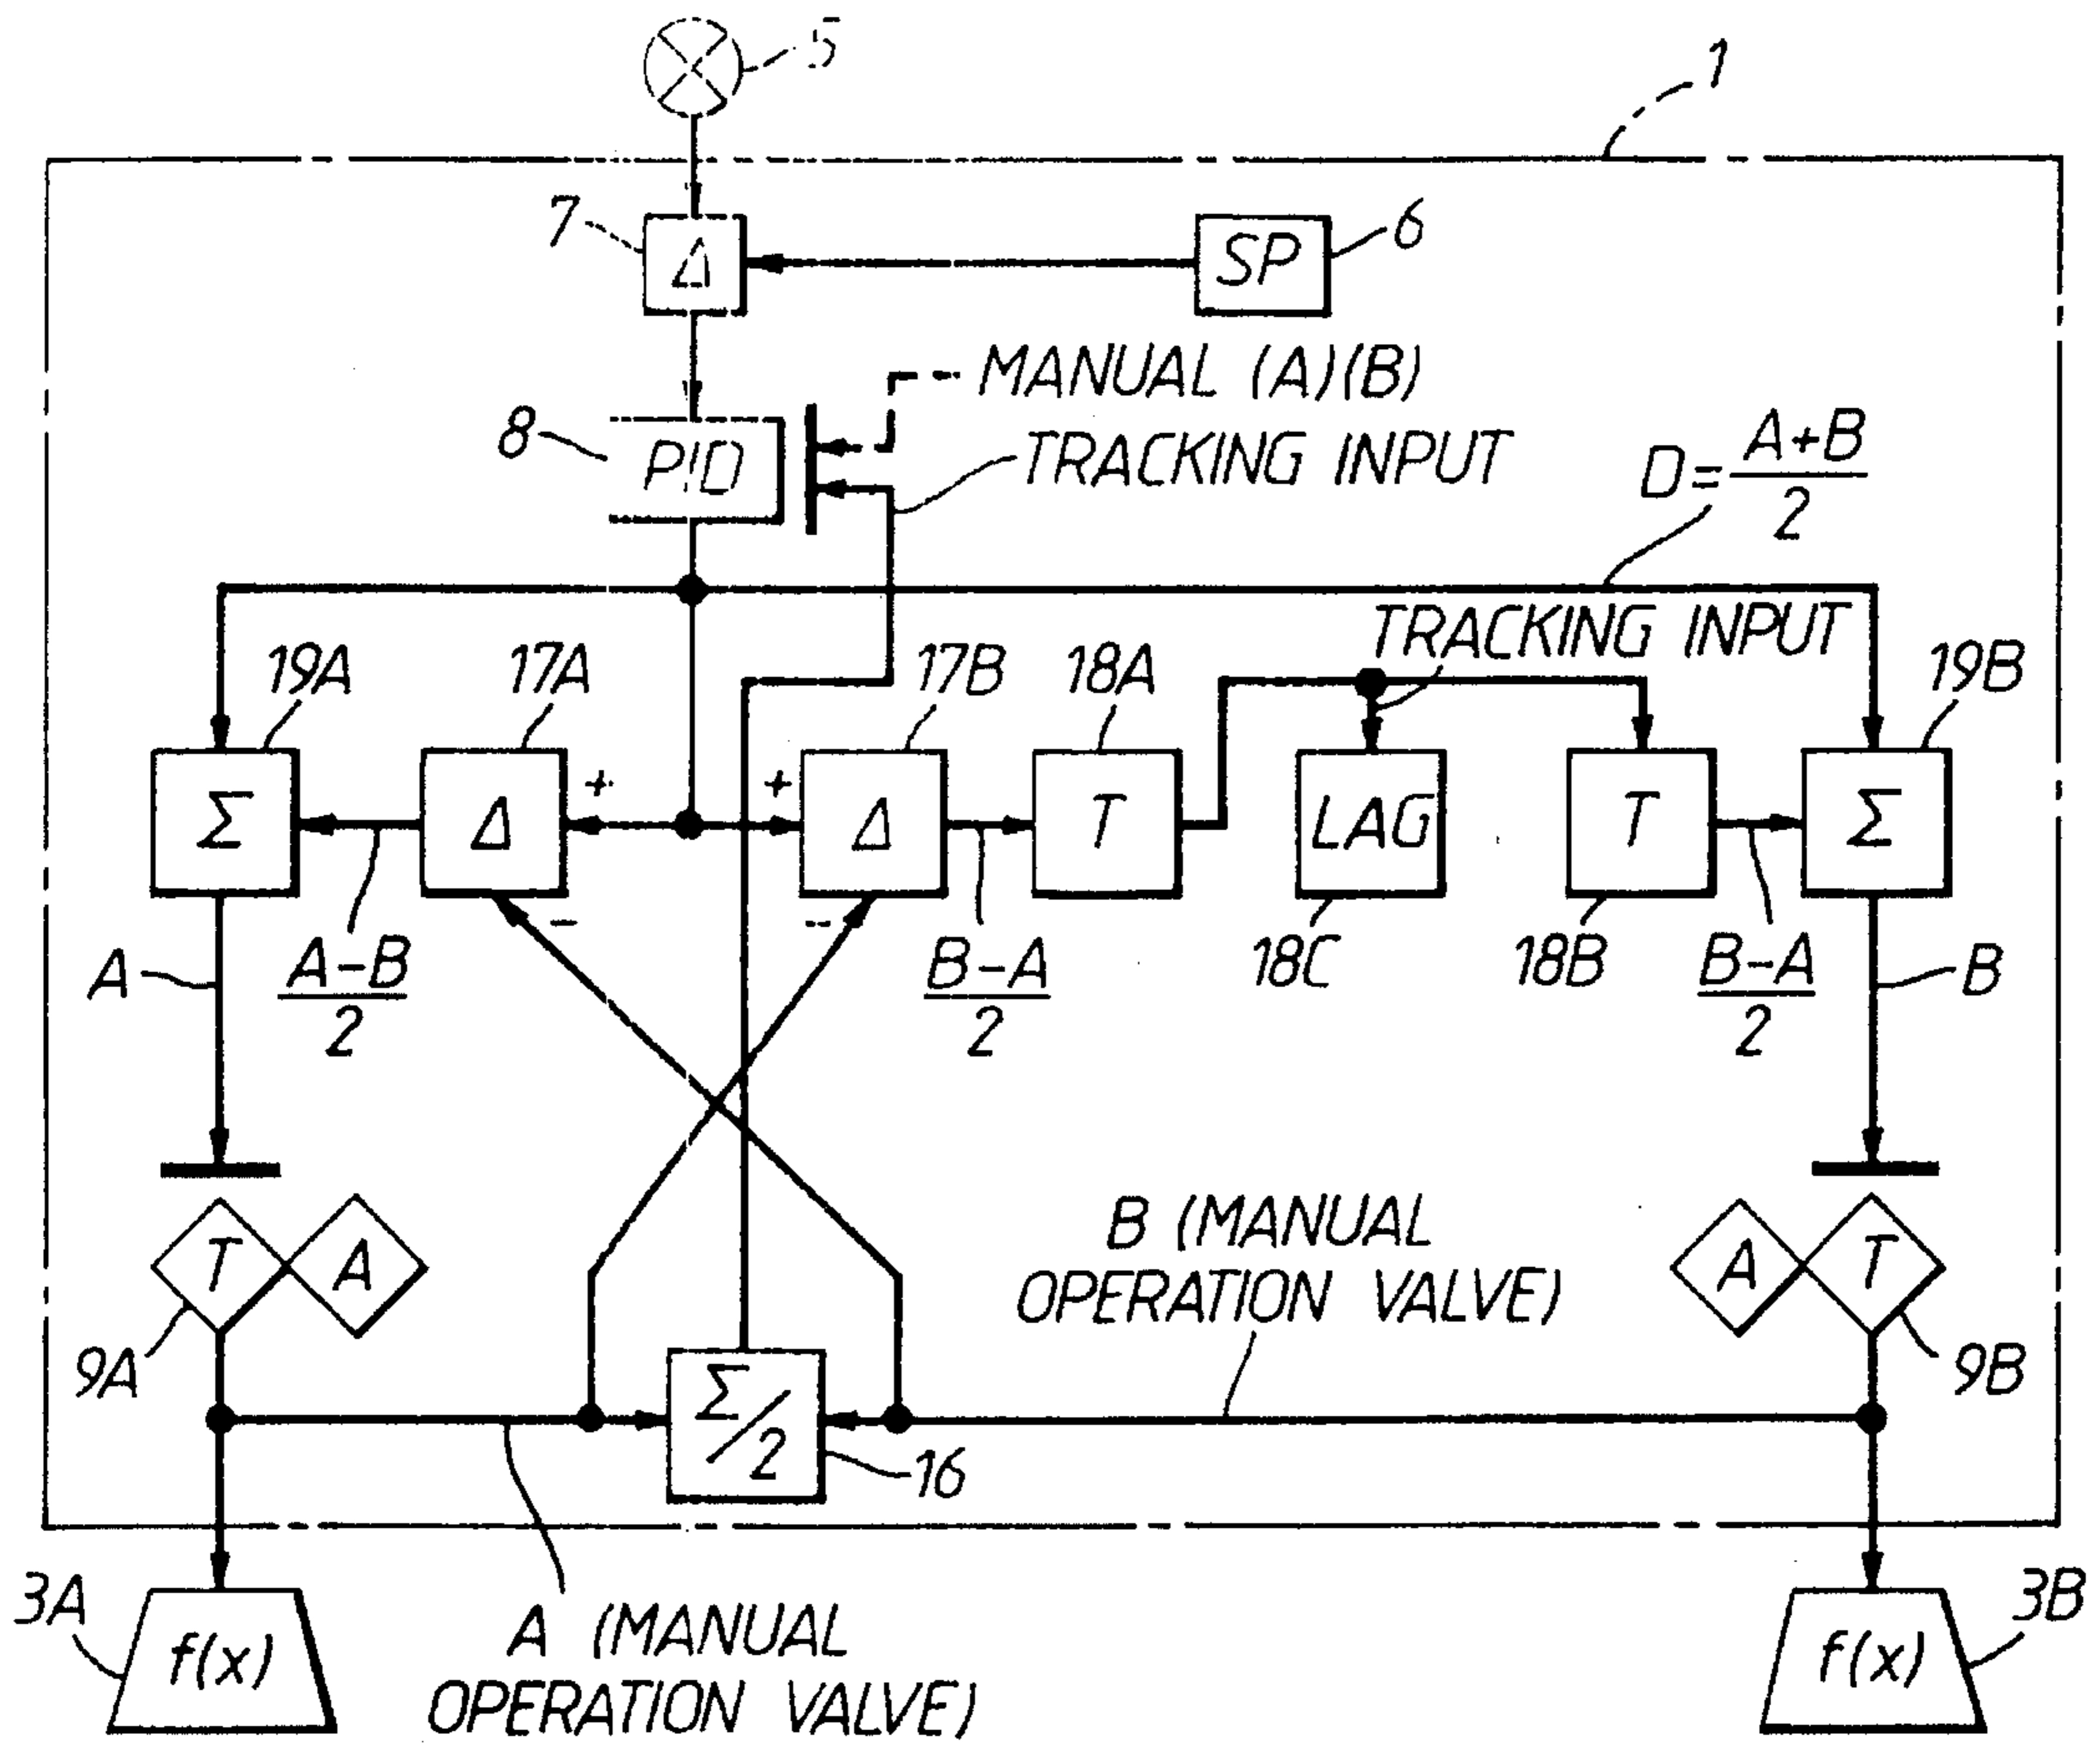 5
1
7
Δ
SP
6
MANUAL (A)(B)
8
PID
TRACKING INPUT
D = A+B
2
TRACKING INPUT
19A
17A
17B
18A
19B
+
+
Σ
Δ
Δ
T
LAG
T
Σ
-
-
18C
18B
A
A-B
2
B-A
2
B-A
2
B
T
A
B (MANUAL
OPERATION VALVE)
A
T
9A
9B
Σ/2
16
3A
f(x)
A (MANUAL
OPERATION VALVE)
3B
f(x)